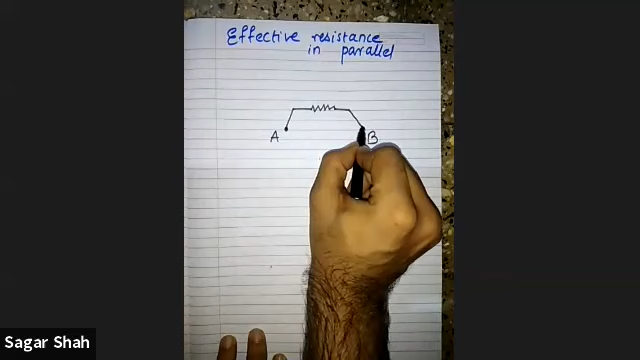 Effective resistance
in parallel
A
B
Sagar Shah